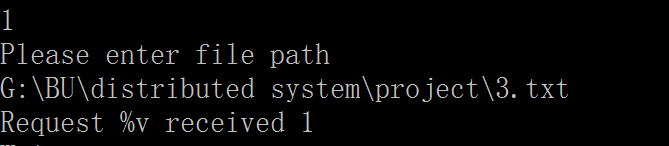 1
Please enter file path
G:\BU\distributed system\project\3.txt
Request %v received 1